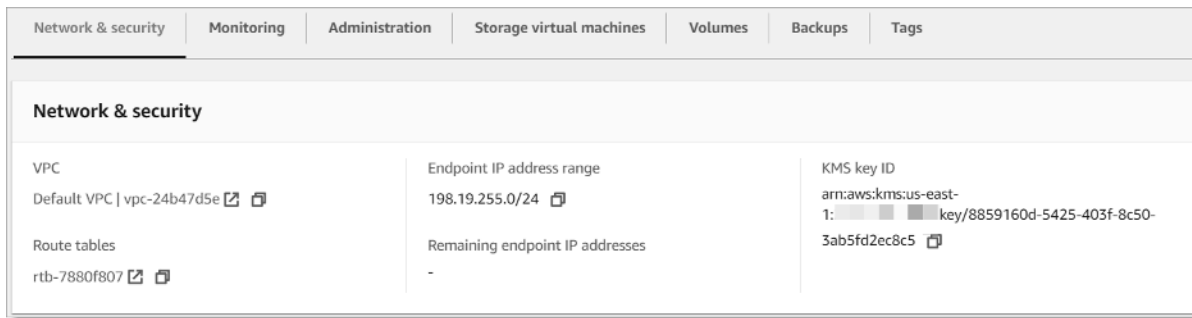 Network & security Monitoring Administration Storage virtual machines Volumes Backups Tags
Network & security
VPC
Default VPC | vpc-24b47d5e
Route tables
rtb-7880f807
Endpoint IP address range
198.19.255.0/24
Remaining endpoint IP addresses
-
KMS key ID
arn:aws:kms:us-east-
1: key/8859160d-5425-403f-8c50-
3ab5fd2ec8c5